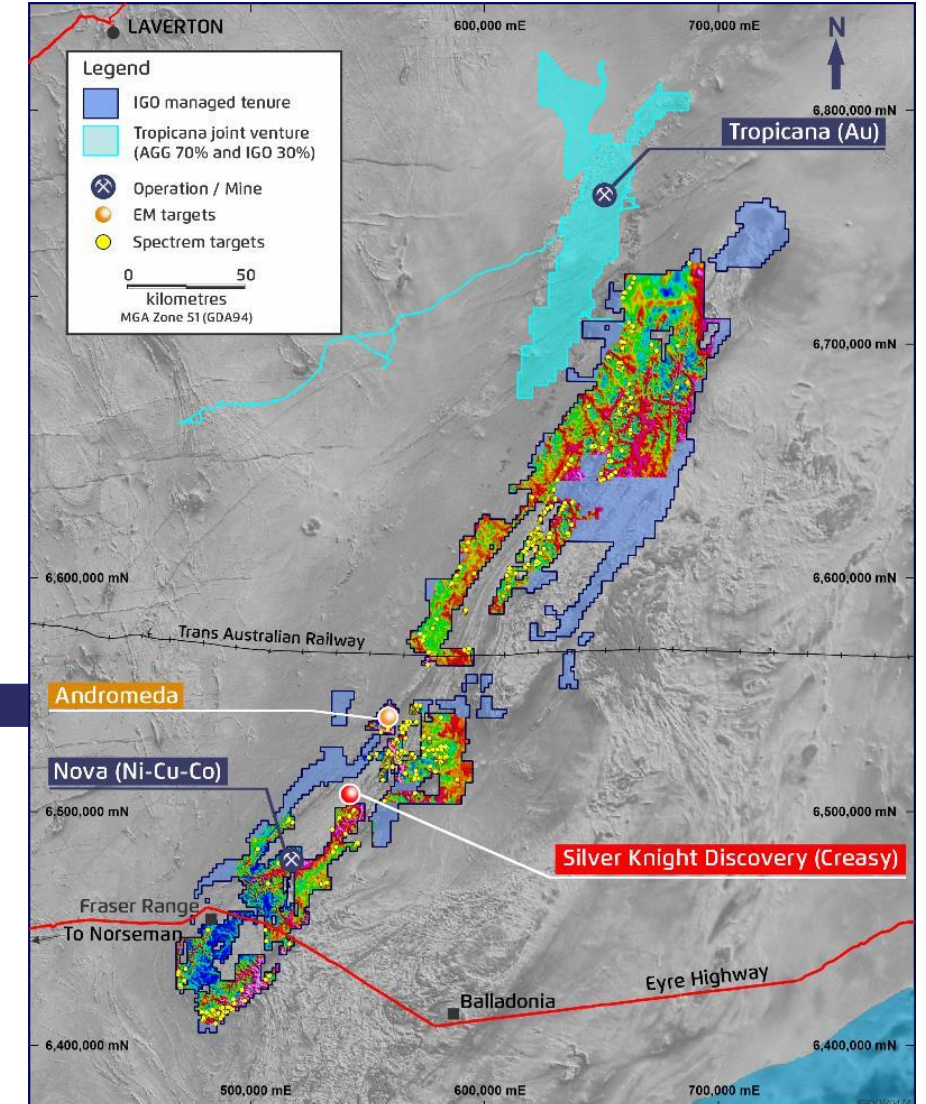 LAVERTON
600,000 mE
700,000 mE
N
Legend
IGO managed tenure
Tropicana joint venture
(AGG 70% and IGO 30%)
Operation / Mine
EM targets
Spectrem targets
0 50
kilometres
MGA Zone 51 (GDA94)
6,800,000 mN
Tropicana (Au)
6,700,000 mN
6,600,000 mN
6,600,000 mN
Trans Australian Railway
Andromeda
Nova (Ni-Cu-Co)
6,500,000 mN
6,500,000 mN
Silver Knight Discovery (Creasy)
Fraser Range
To Norseman
Eyre Highway
Balladonia
6,400,000 mN
6,400,000 mN
500,000 mE
600,000 mE
700,000 mE